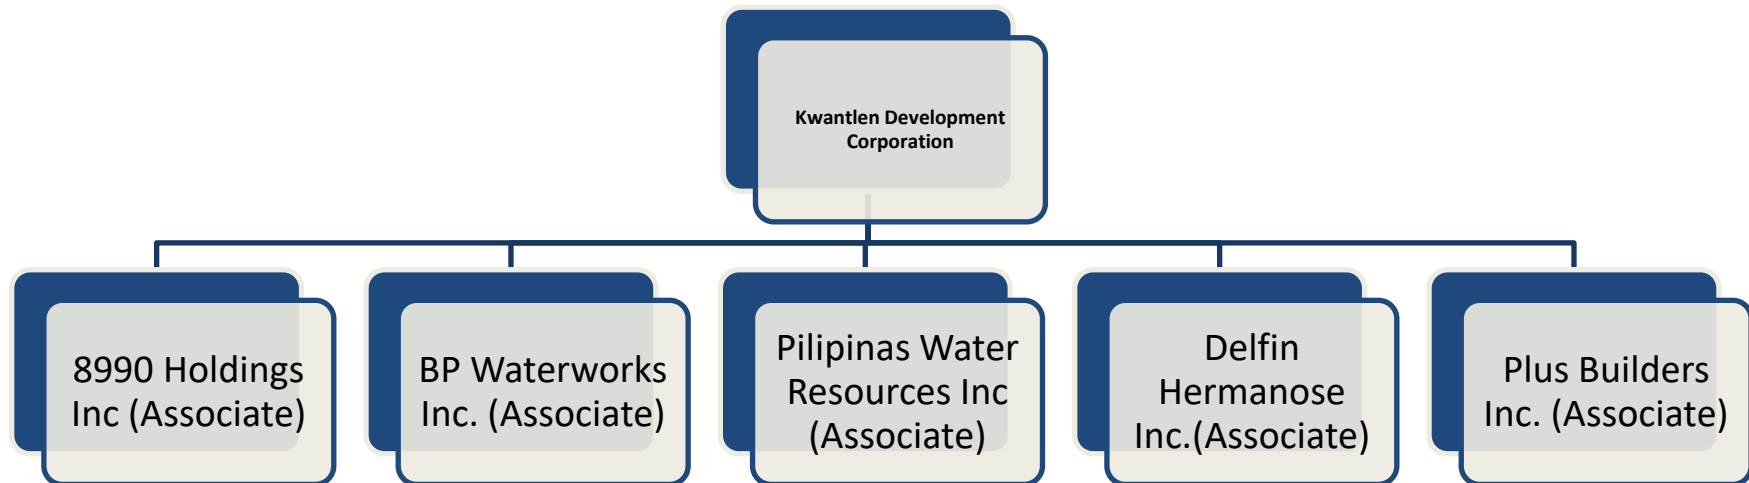 Kwantlen Development
Corporation
8990 Holdings
Inc (Associate)
BP Waterworks
Inc. (Associate)
Pilipinas Water
Resources Inc
(Associate)
Delfin
Hermanose
Inc.(Associate)
Plus Builders
Inc. (Associate)